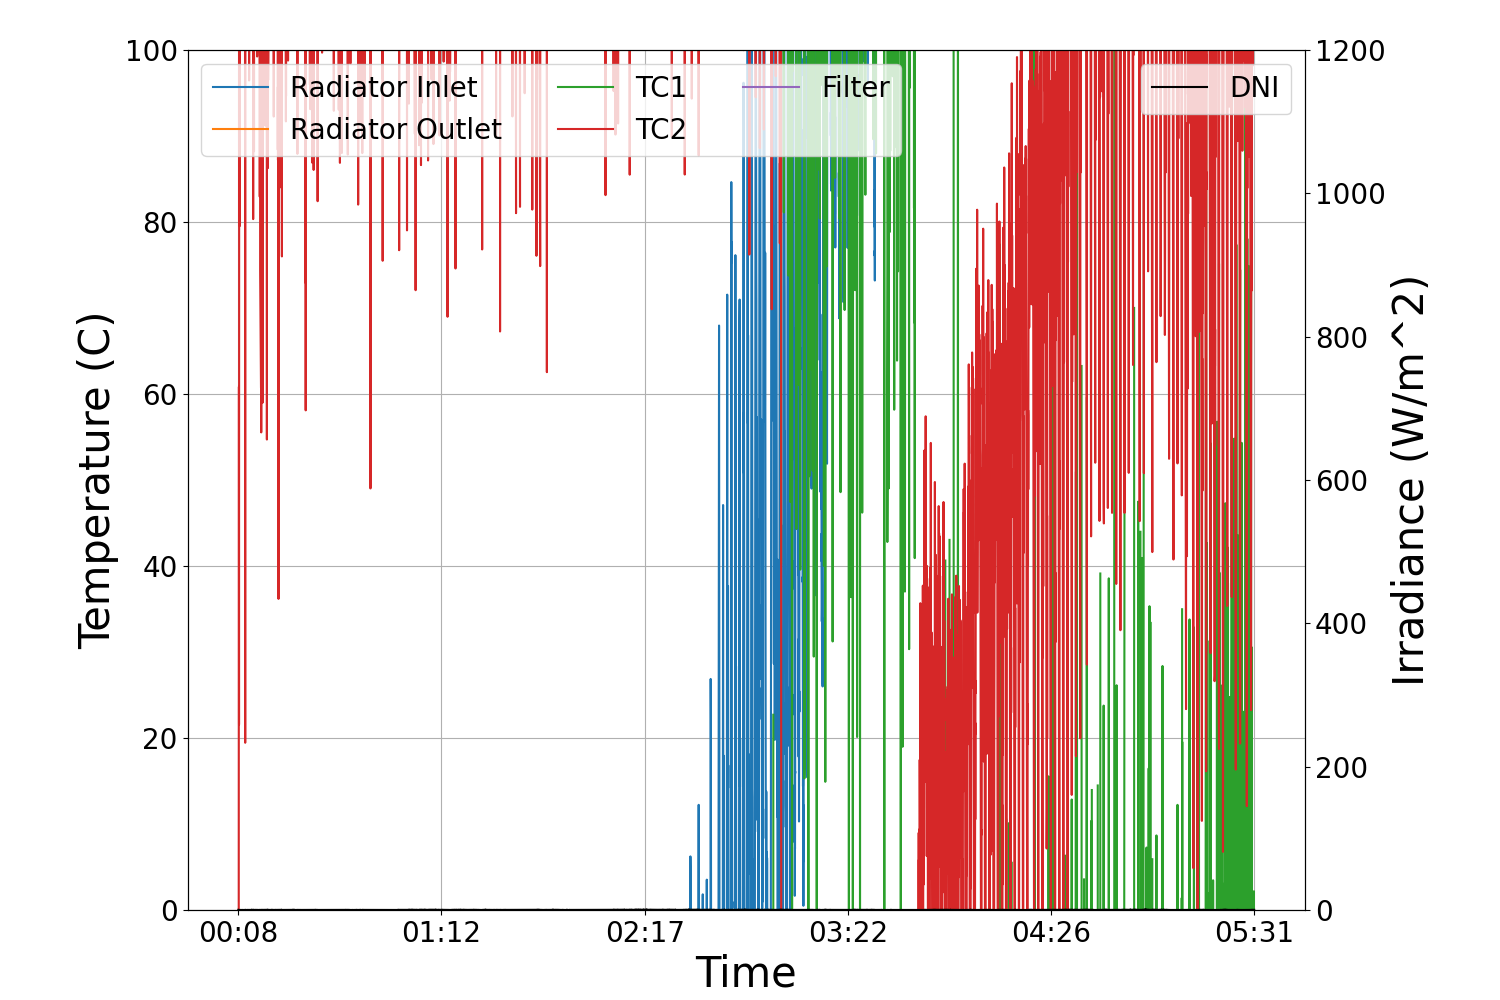 100
80
60
40
20
0
Temperature (C)
Radiator Inlet
Radiator Outlet
TC1
TC2
Filter
DNI
1200
1000
800
600
400
200
0
Irradiance (W/m^2)
00:08
01:12
02:17
03:22
04:26
05:31
Time